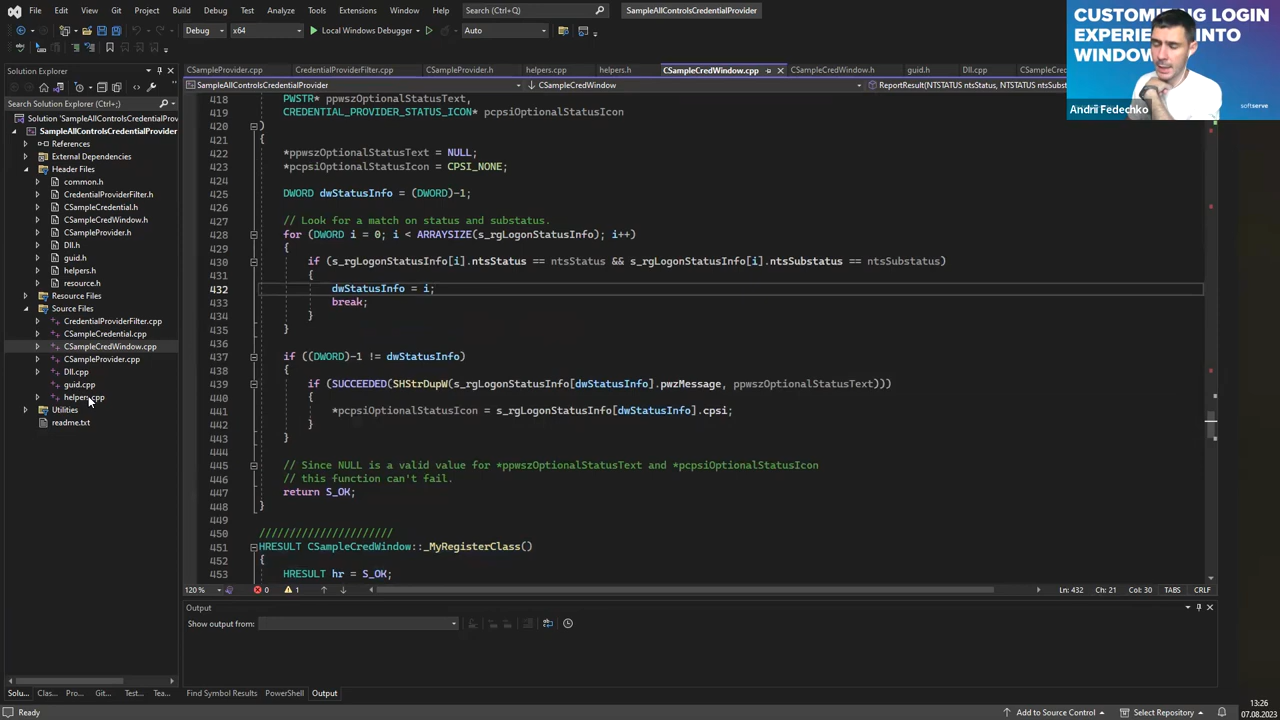 File Edit View Git Project Build Debug Test Analyze Tools Extensions Window Help Search (Ctrl+Q) SampleAllControlsCredentialProvider
Debug x64 Local Windows Debugger Auto
CUSTOMIZING LOGIN
EXPERIENCE INTO
WINDOW
Andrii Fedechko
softserve
Solution Explorer
Search Solution Explorer (Ctrl+;)
Solution 'SampleAllControlsCredentialProv
SampleAllControlsCredentialProvider
References
External Dependencies
Header Files
common.h
CredentialProviderFilter.h
CSampleCredential.h
CSampleCredWindow.h
CSampleProvider.h
Dll.h
guid.h
helpers.h
resource.h
Resource Files
Source Files
CredentialProviderFilter.cpp
CSampleCredential.cpp
CSampleCredWindow.cpp
CSampleProvider.cpp
Dll.cpp
guid.cpp
helpers.cpp
Utilities
readme.txt
CSampleProvider.cpp CredentialProviderFilter.cpp CSampleProvider.h helpers.cpp helpers.h CSampleCredWindow.cpp CSampleCredWindow.h guid.h Dll.cpp CSampleCred
SampleAllControlsCredentialProvider CSampleCredWindow ReportResult(NTSTATUS ntsStatus, NTSTATUS ntsSubst
418 PWSTR* ppwszOptionalStatusText,
419 CREDENTIAL_PROVIDER_STATUS_ICON* pcpsiOptionalStatusIcon
420 )
421 {
422 *ppwszOptionalStatusText = NULL;
423 *pcpsiOptionalStatusIcon = CPSI_NONE;
424
425 DWORD dwStatusInfo = (DWORD)-1;
426
427 // Look for a match on status and substatus.
428 for (DWORD i = 0; i < ARRAYSIZE(s_rgLogonStatusInfo); i++)
429 {
430 if (s_rgLogonStatusInfo[i].ntsStatus == ntsStatus && s_rgLogonStatusInfo[i].ntsSubstatus == ntsSubstatus)
431 {
432 dwStatusInfo = i;
433 break;
434 }
435 }
436
437 if ((DWORD)-1 != dwStatusInfo)
438 {
439 if (SUCCEEDED(SHStrDupW(s_rgLogonStatusInfo[dwStatusInfo].pwzMessage, ppwszOptionalStatusText)))
440 {
441 *pcpsiOptionalStatusIcon = s_rgLogonStatusInfo[dwStatusInfo].cpsi;
442 }
443 }
444
445 // Since NULL is a valid value for *ppwszOptionalStatusText and *pcpsiOptionalStatusIcon
446 // this function can't fail.
447 return S_OK;
448 }
449
450 //////////////////////
451 HRESULT CSampleCredWindow::_MyRegisterClass()
452 {
453 HRESULT hr = S_OK;
120 % 0 1 Ln: 432 Ch: 21 Col: 30 TABS CRLF
Output
Show output from:
Solu... Clas... Pro... Git... Test... Tea... Find Symbol Results PowerShell Output
Ready Add to Source Control Select Repository
13:26
07.08.2023